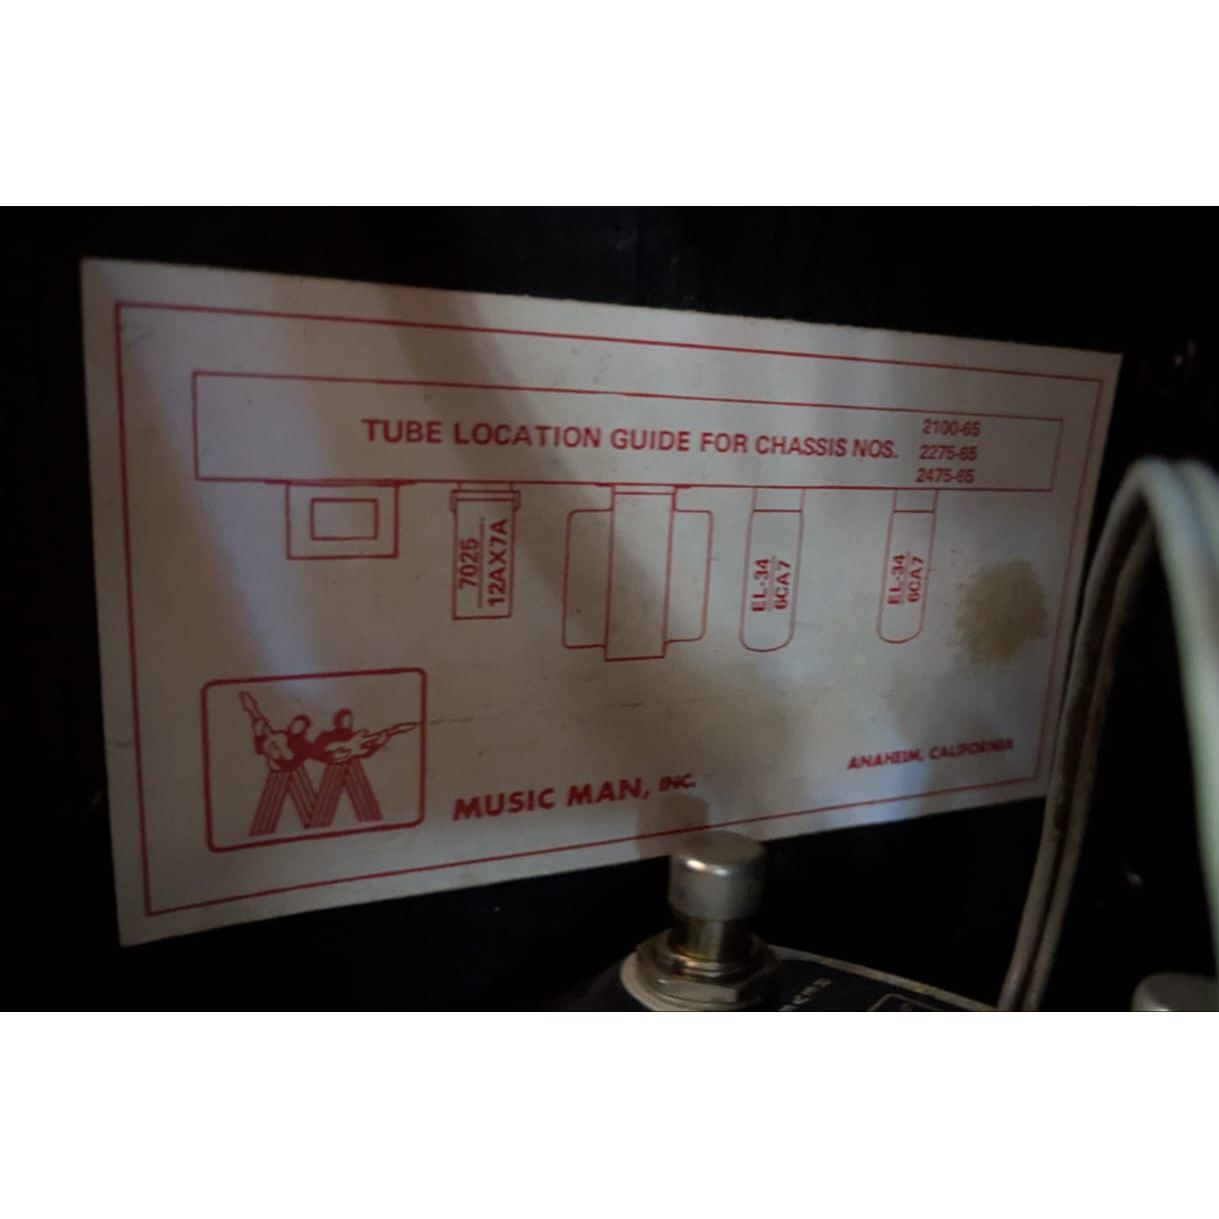 TUBE LOCATION GUIDE FOR CHASSIS NOS.
2100-65
2275-65
2475-65
7025
12AX7A
EL-34
6CA7
EL-34
6CA7
MUSIC MAN, INC.
ANAHEIM, CALIFORNIA